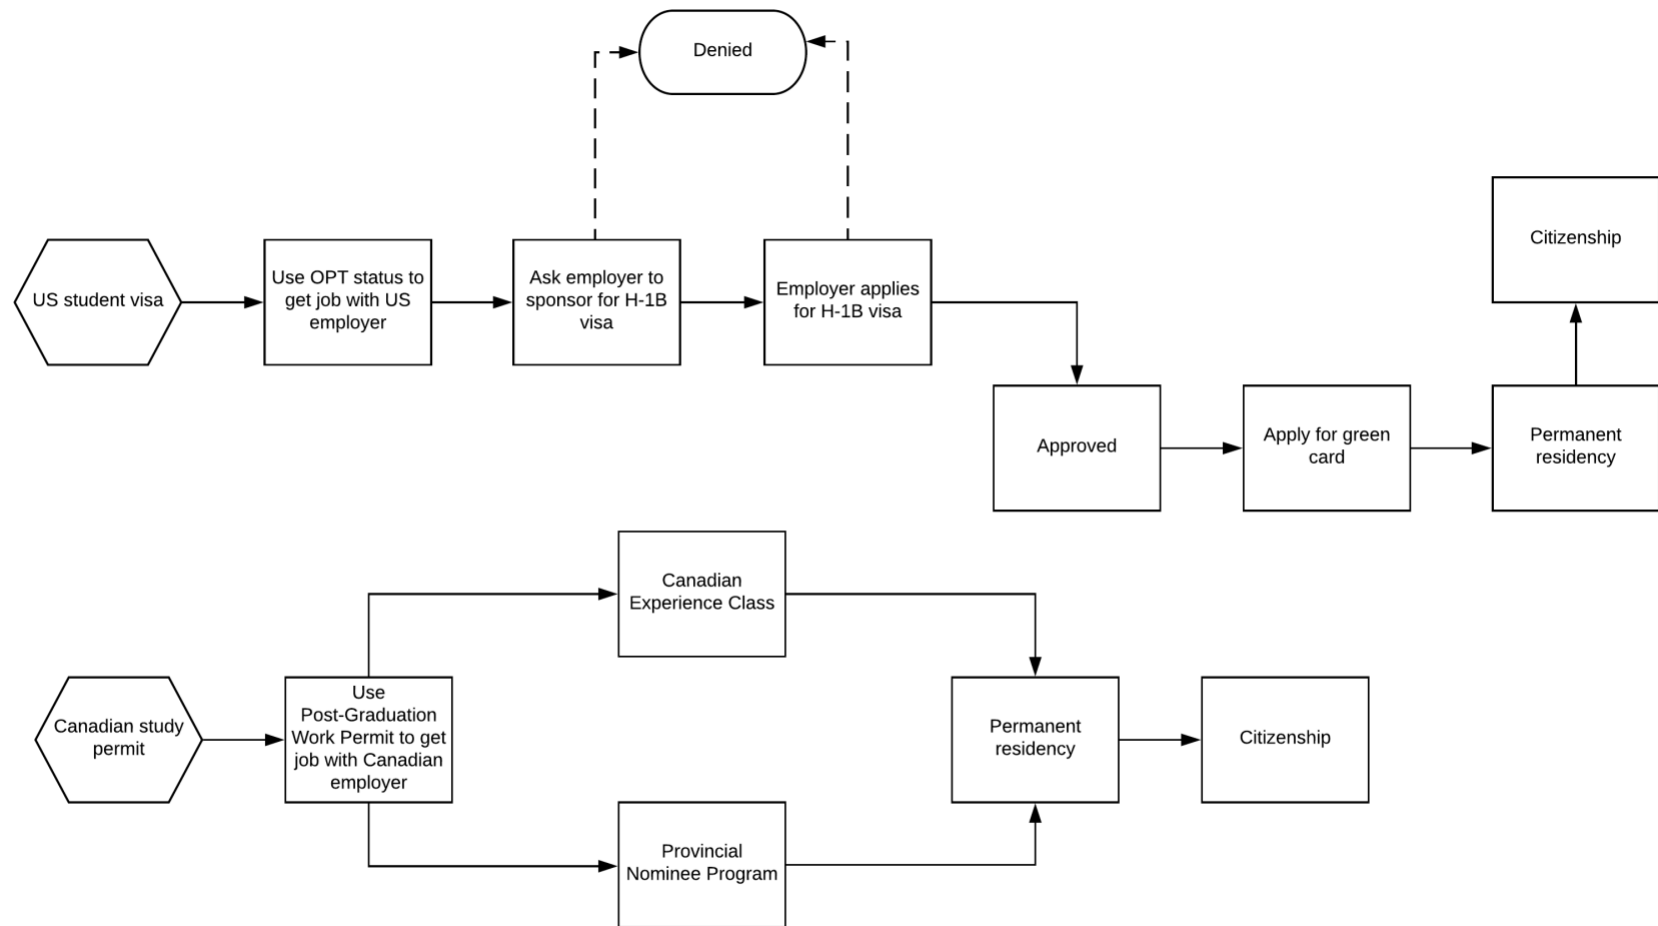 Denied
US student visa
Use OPT status to
get job with US
employer
Ask employer to
sponsor for H-1B
visa
Employer applies
for H-1B visa
Approved
Apply for green
card
Permanent
residency
Citizenship
Canadian study
permit
Use
Post-Graduation
Work Permit to get
job with Canadian
employer
Canadian
Experience Class
Provincial
Nominee Program
Permanent
residency
Citizenship